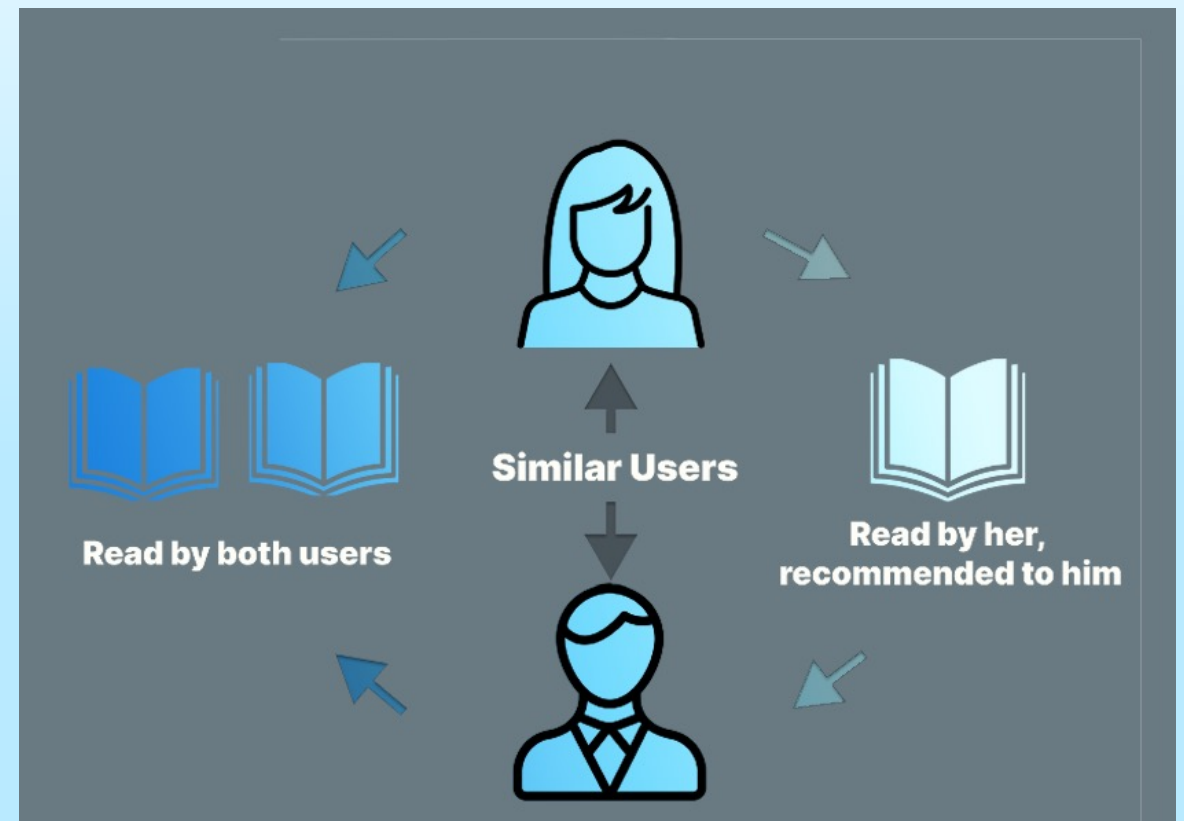 Similar Users
Read by both users
Read by her,
recommended to him